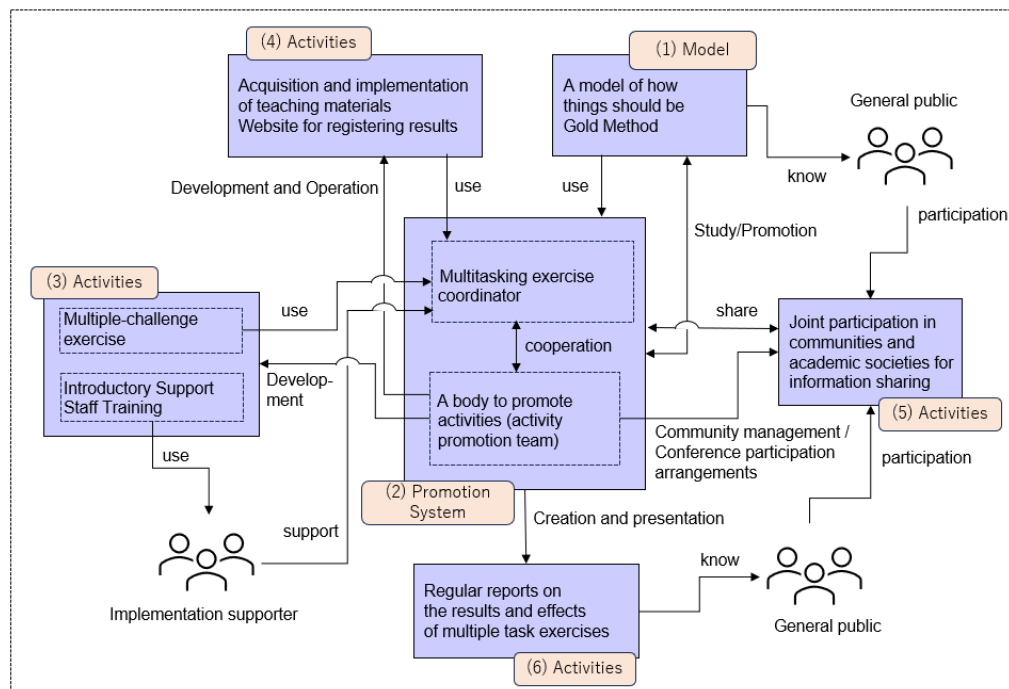 (4) Activities
Acquisition and implementation
of teaching materials
Website for registering results
(1) Model
A model of how
things should be
Gold Method
General public
know
participation
Development and Operation
use
use
Study/Promotion
(3) Activities
Multiple-challenge
exercise
Introductory Support
Staff Training
use
Multitasking exercise
coordinator
cooperation
A body to promote
activities (activity
promotion team)
(2) Promotion
System
Develop-
ment
share
Joint participation in
communities and
academic societies for
information sharing
(5) Activities
Community management /
Conference participation
arrangements
participation
use
support
Implementation supporter
Creation and presentation
Regular reports on
the results and effects
of multiple task exercises
(6) Activities
know
General public